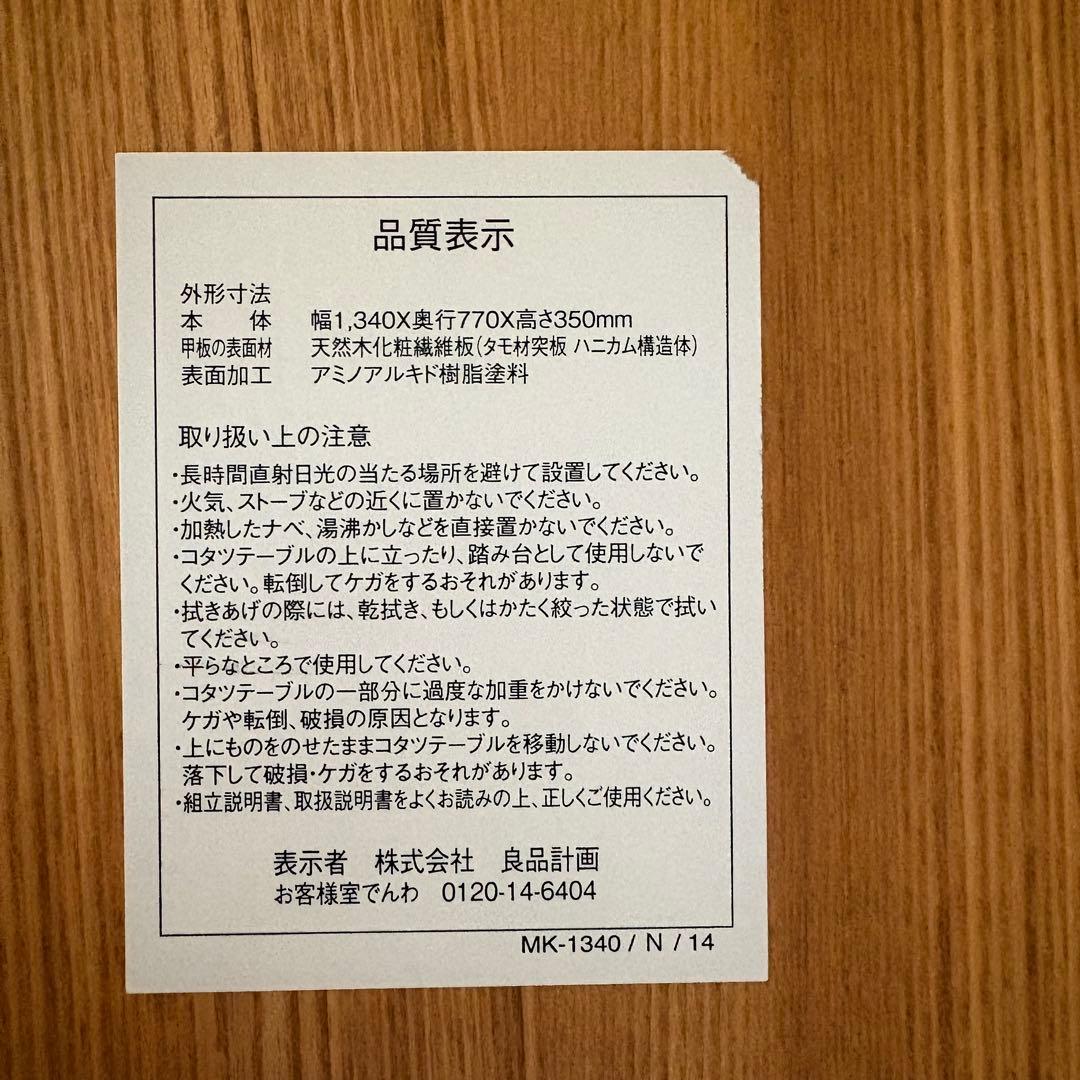 品質表示
外形寸法
本　　体　幅1,340X奥行770X高さ350mm
甲板の表面材　天然木化粧繊維板(タモ材突板 ハニカム構造体)
表面加工　アミノアルキド樹脂塗料
取り扱い上の注意
・長時間直射日光の当たる場所を避けて設置してください。
・火気、ストーブなどの近くに置かないでください。
・加熱したナベ、湯沸かしなどを直接置かないでください。
・コタツテーブルの上に立ったり、踏み台として使用しないで
ください。転倒してケガをするおそれがあります。
・拭きあげの際には、乾拭き、もしくはかたく絞った状態で拭い
てください。
・平らなところで使用してください。
・コタツテーブルの一部分に過度な加重をかけないでください。
ケガや転倒、破損の原因となります。
・上にものをのせたままコタツテーブルを移動しないでください。
落下して破損・ケガをするおそれがあります。
・組立説明書、取扱説明書をよくお読みの上、正しくご使用ください。
表示者　株式会社　良品計画
お客様室でんわ　0120-14-6404
MK-1340 / N / 14